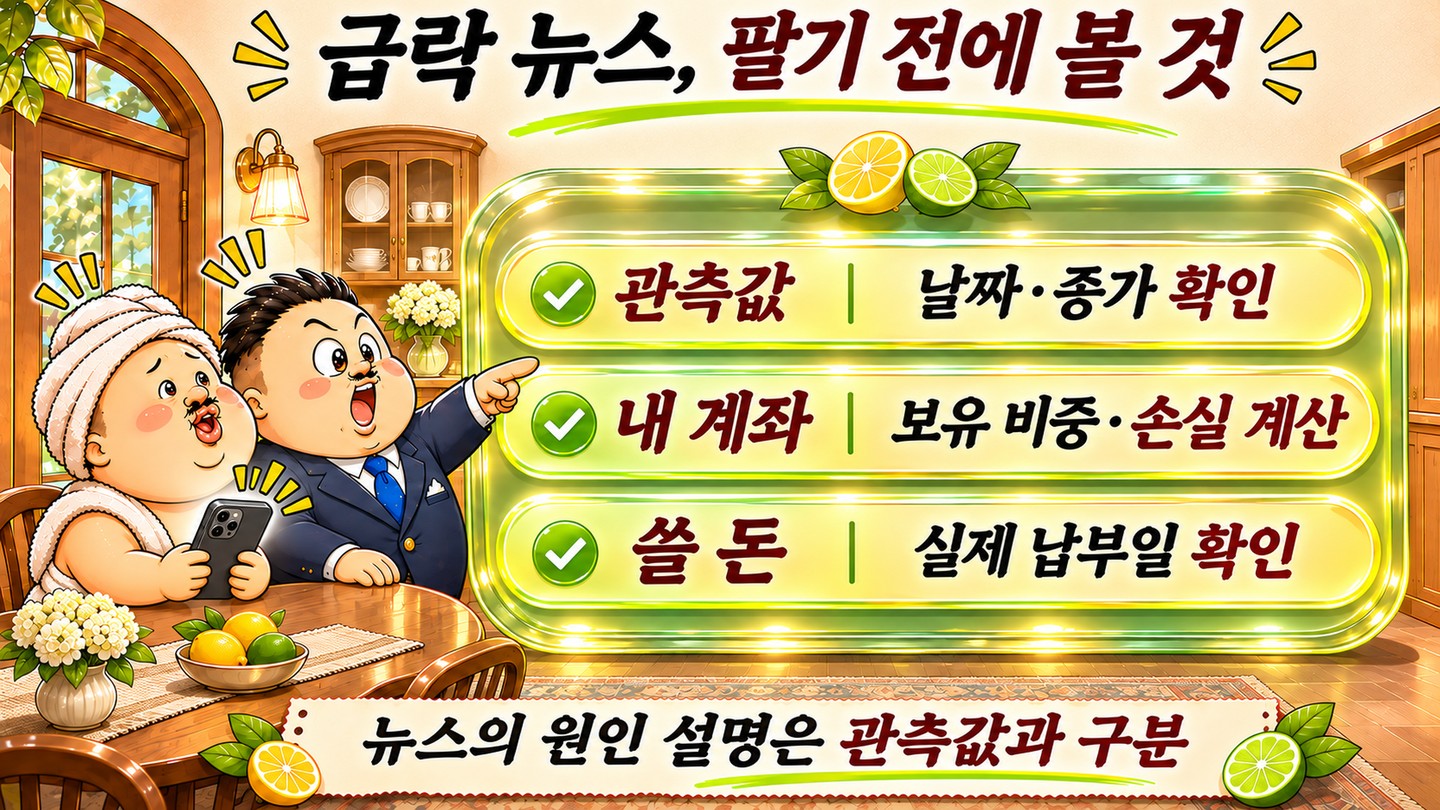 급락 뉴스, 팔기 전에 볼 것
관측값 날짜·종가 확인
내 계좌 보유 비중·손실 계산
쓸 돈 실제 납부일 확인
뉴스의 원인 설명은 관측값과 구분